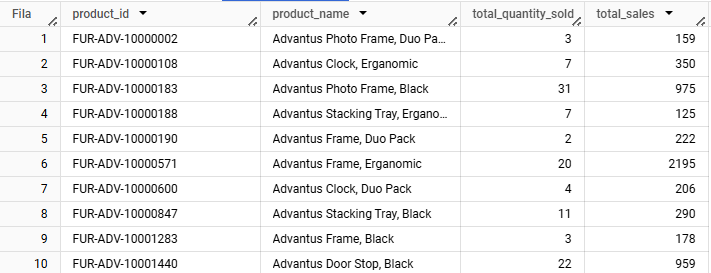 Fila product_id product_name total_quantity_sold total_sales
1 FUR-ADV-10000002 Advantus Photo Frame, Duo Pa... 3 159
2 FUR-ADV-10000108 Advantus Clock, Erganomic 7 350
3 FUR-ADV-10000183 Advantus Photo Frame, Black 31 975
4 FUR-ADV-10000188 Advantus Stacking Tray, Ergano... 7 125
5 FUR-ADV-10000190 Advantus Frame, Duo Pack 2 222
6 FUR-ADV-10000571 Advantus Frame, Erganomic 20 2195
7 FUR-ADV-10000600 Advantus Clock, Duo Pack 4 206
8 FUR-ADV-10000847 Advantus Stacking Tray, Black 11 290
9 FUR-ADV-10001283 Advantus Frame, Black 3 178
10 FUR-ADV-10001440 Advantus Door Stop, Black 22 959